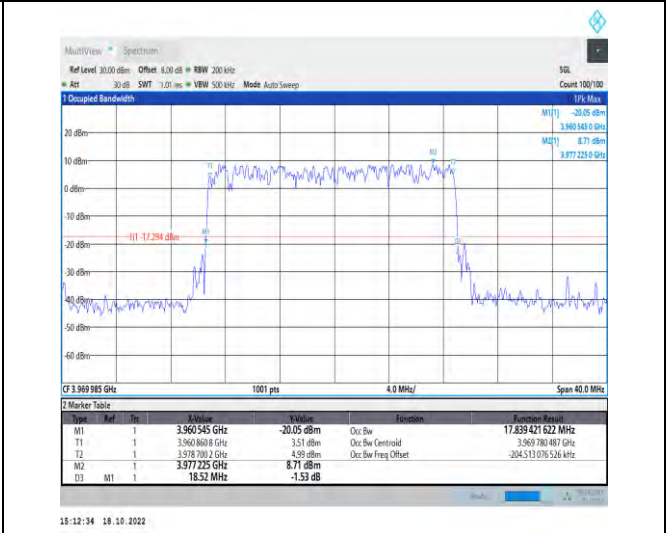 MultiView Spectrum
Ref Level 30.00 dBm Offset 8.00 dB RBW 200 kHz SGL
Att 30 dB SWT 1.01 ms VBW 500 kHz Mode Auto Sweep Count 100/100
1 Occupied Bandwidth 1Pk Max
M1(1) -20.05 dBm
3.960 545 0 GHz
M2(1) 8.71 dBm
3.977 225 0 GHz
20 dBm
10 dBm
0 dBm
-10 dBm
H1 -17.294 dBm
-20 dBm
-30 dBm
-40 dBm
-50 dBm
-60 dBm
M1
T1
M2
T2
D3
CF 3.969 985 GHz 1001 pts 4.0 MHz/ Span 40.0 MHz
2 Marker Table
Type Ref Trc X-Value Y-Value Function Function Result
M1 1 3.960 545 GHz -20.05 dBm Occ Bw 17.839 421 622 MHz
T1 1 3.960 860 8 GHz 3.51 dBm Occ Bw Centroid 3.969 780 487 GHz
T2 1 3.978 700 2 GHz 4.99 dBm Occ Bw Freq Offset -204.513 076 526 kHz
M2 1 3.977 225 GHz 8.71 dBm
D3 M1 1 18.52 MHz -1.53 dB
15:12:34 18.10.2022